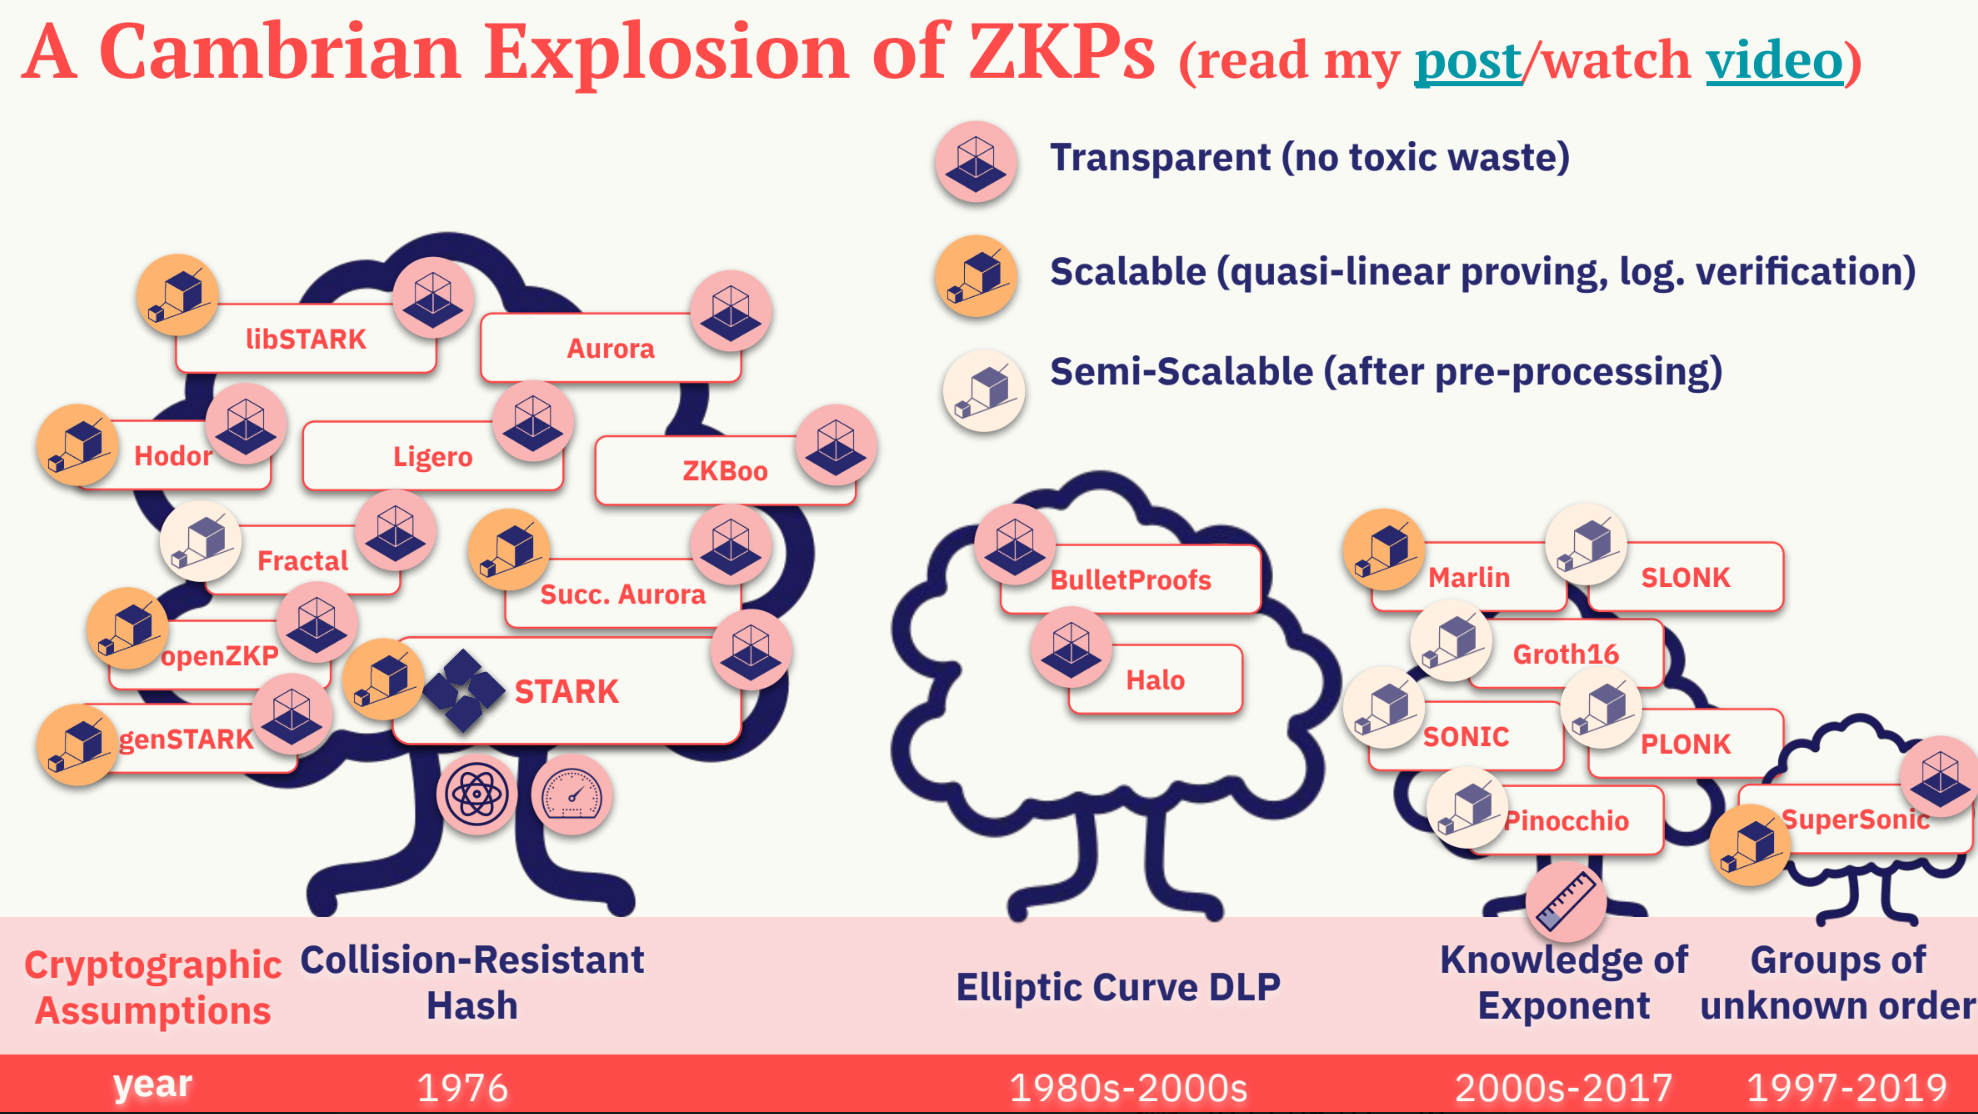 A Cambrian Explosion of ZKPs (read my post/watch video)
Transparent (no toxic waste)
Scalable (quasi-linear proving, log. verification)
Semi-Scalable (after pre-processing)
libSTARK
Aurora
Hodor
Ligero
ZKBoo
Fractal
Succ. Aurora
openZKP
STARK
genSTARK
BulletProofs
Halo
Marlin
SLONK
Groth16
SONIC
PLONK
Pinocchio
SuperSonic
Cryptographic
Assumptions
Collision-Resistant
Hash
Elliptic Curve DLP
Knowledge of
Exponent
Groups of
unknown order
year
1976
1980s-2000s
2000s-2017
1997-2019